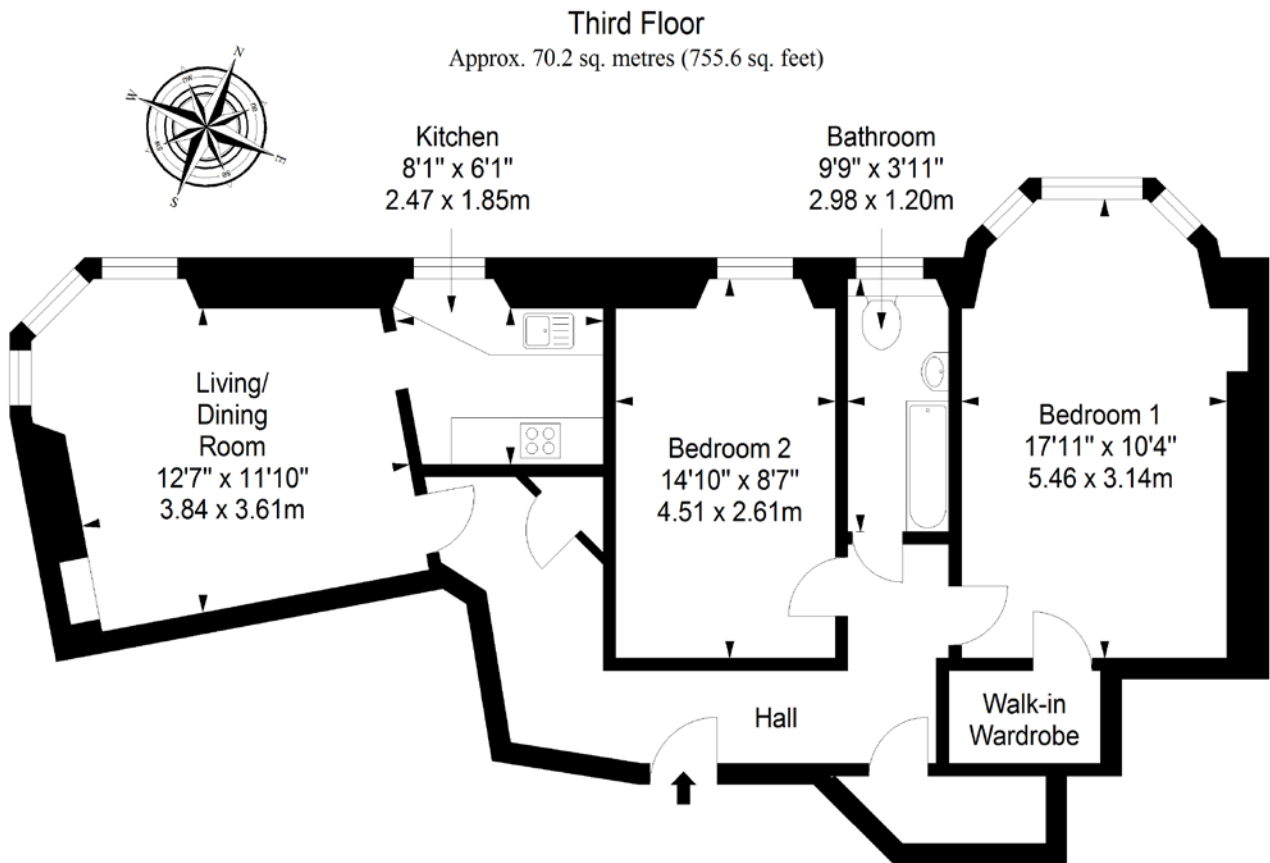 Third Floor
Approx. 70.2 sq. metres (755.6 sq. feet)
N
W
E
S
Kitchen
8'1" x 6'1"
2.47 x 1.85m
Bathroom
9'9" x 3'11"
2.98 x 1.20m
Living/
Dining
Room
12'7" x 11'10"
3.84 x 3.61m
Bedroom 2
14'10" x 8'7"
4.51 x 2.61m
Bedroom 1
17'11" x 10'4"
5.46 x 3.14m
Hall
Walk-in
Wardrobe